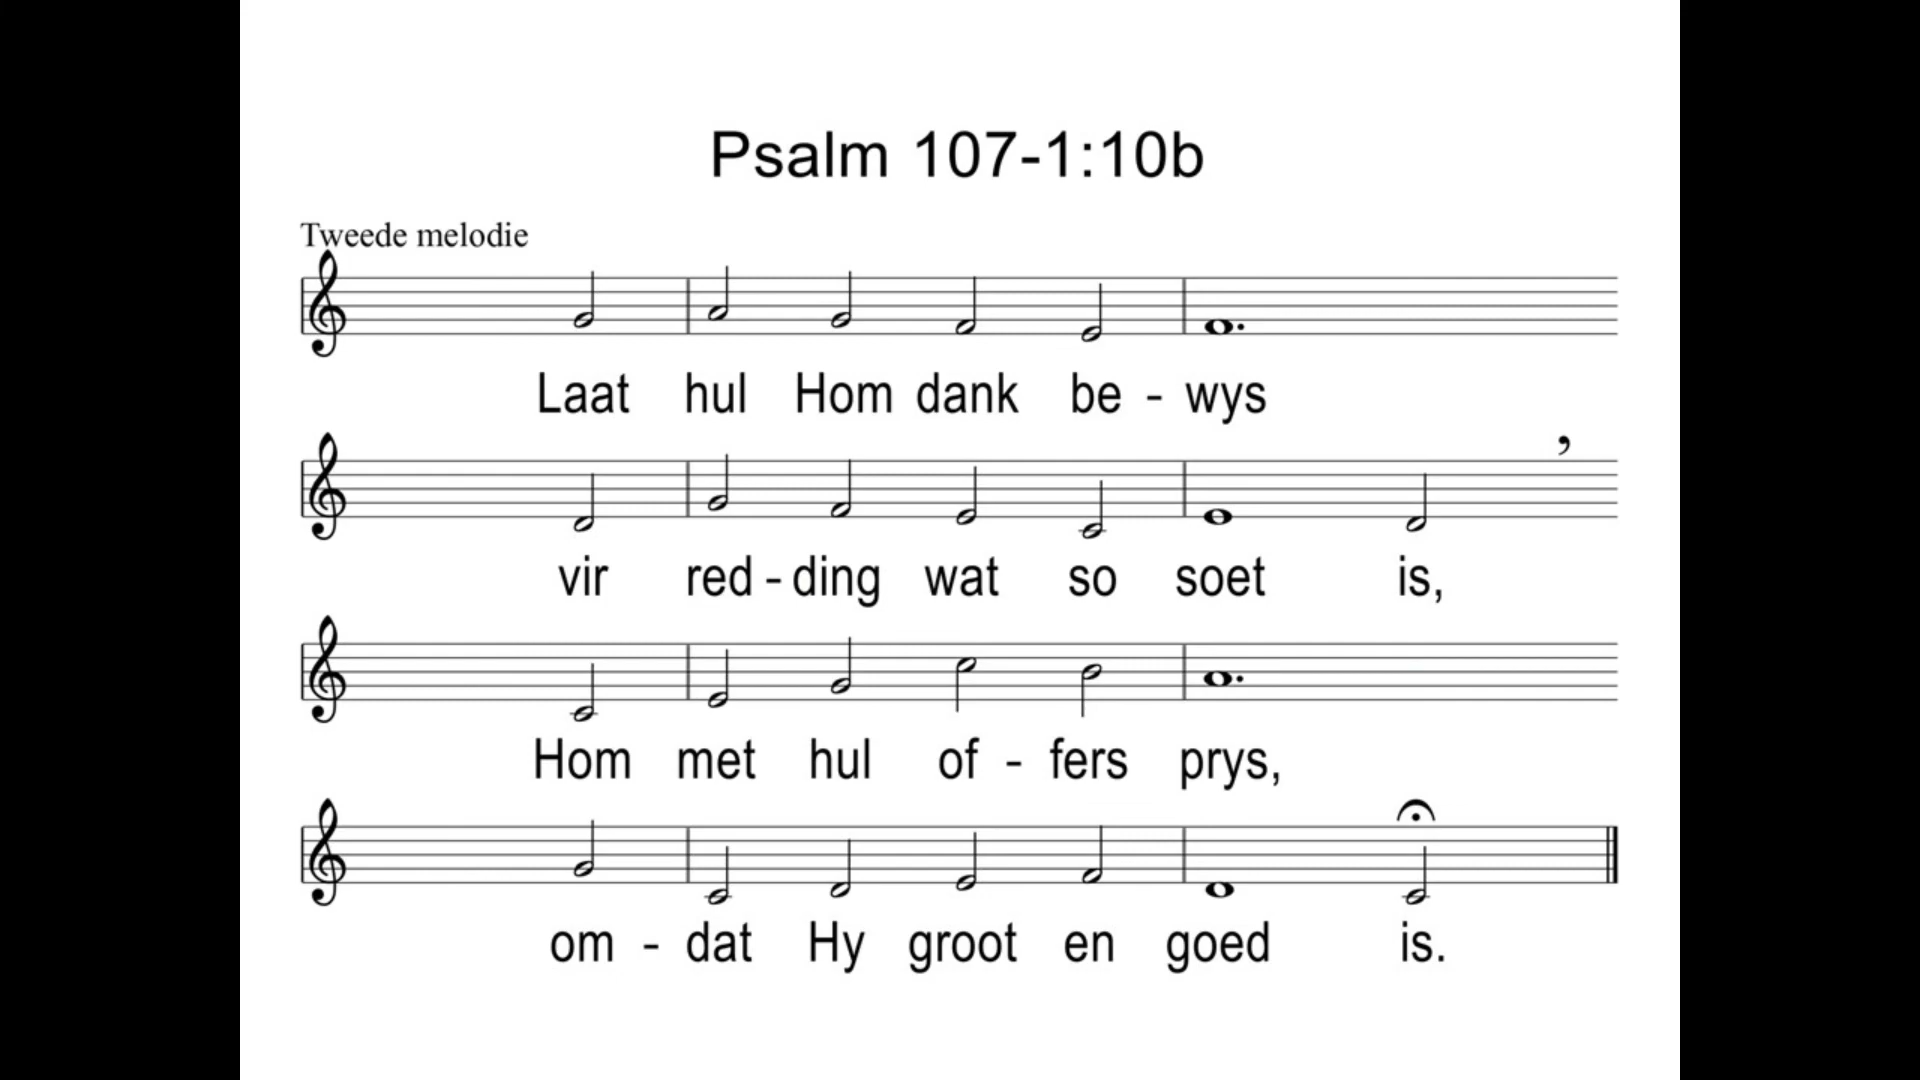 Psalm 107-1:10b
Tweede melodie
Laat hul Hom dank be - wys
vir red - ding wat so soet is,
Hom met hul of - fers prys,
om - dat Hy groot en goed is.